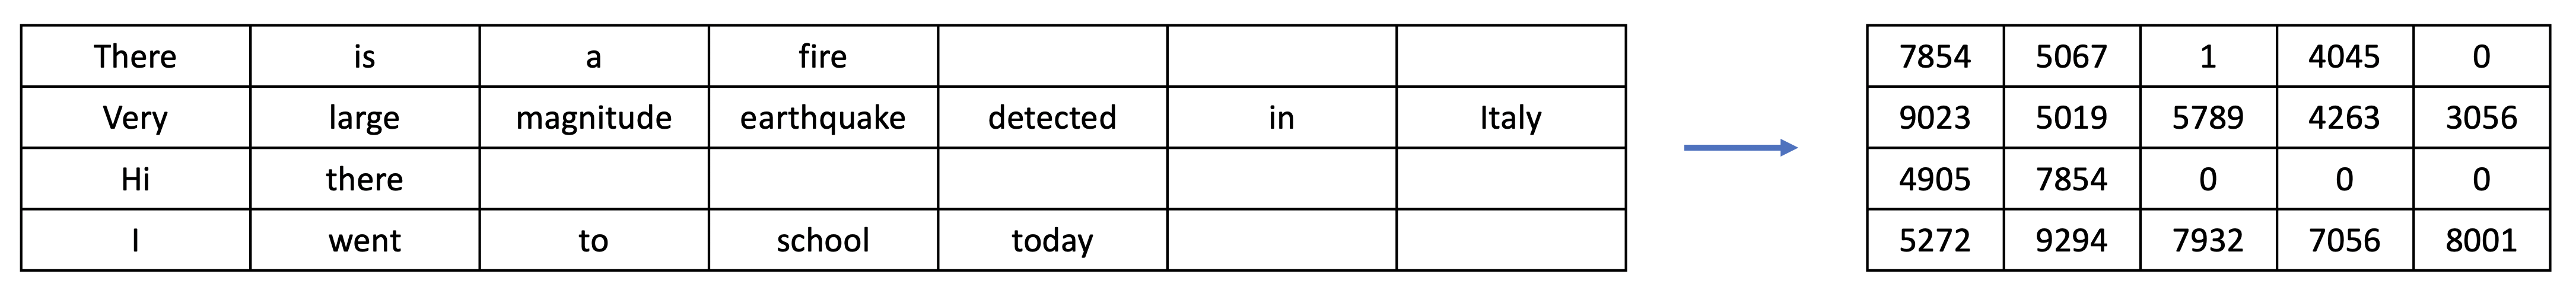 There is a fire 7854 5067 1 4045 0
Very large magnitude earthquake detected in Italy 9023 5019 5789 4263 3056
Hi there 4905 7854 0 0 0
I went to school today 5272 9294 7932 7056 8001